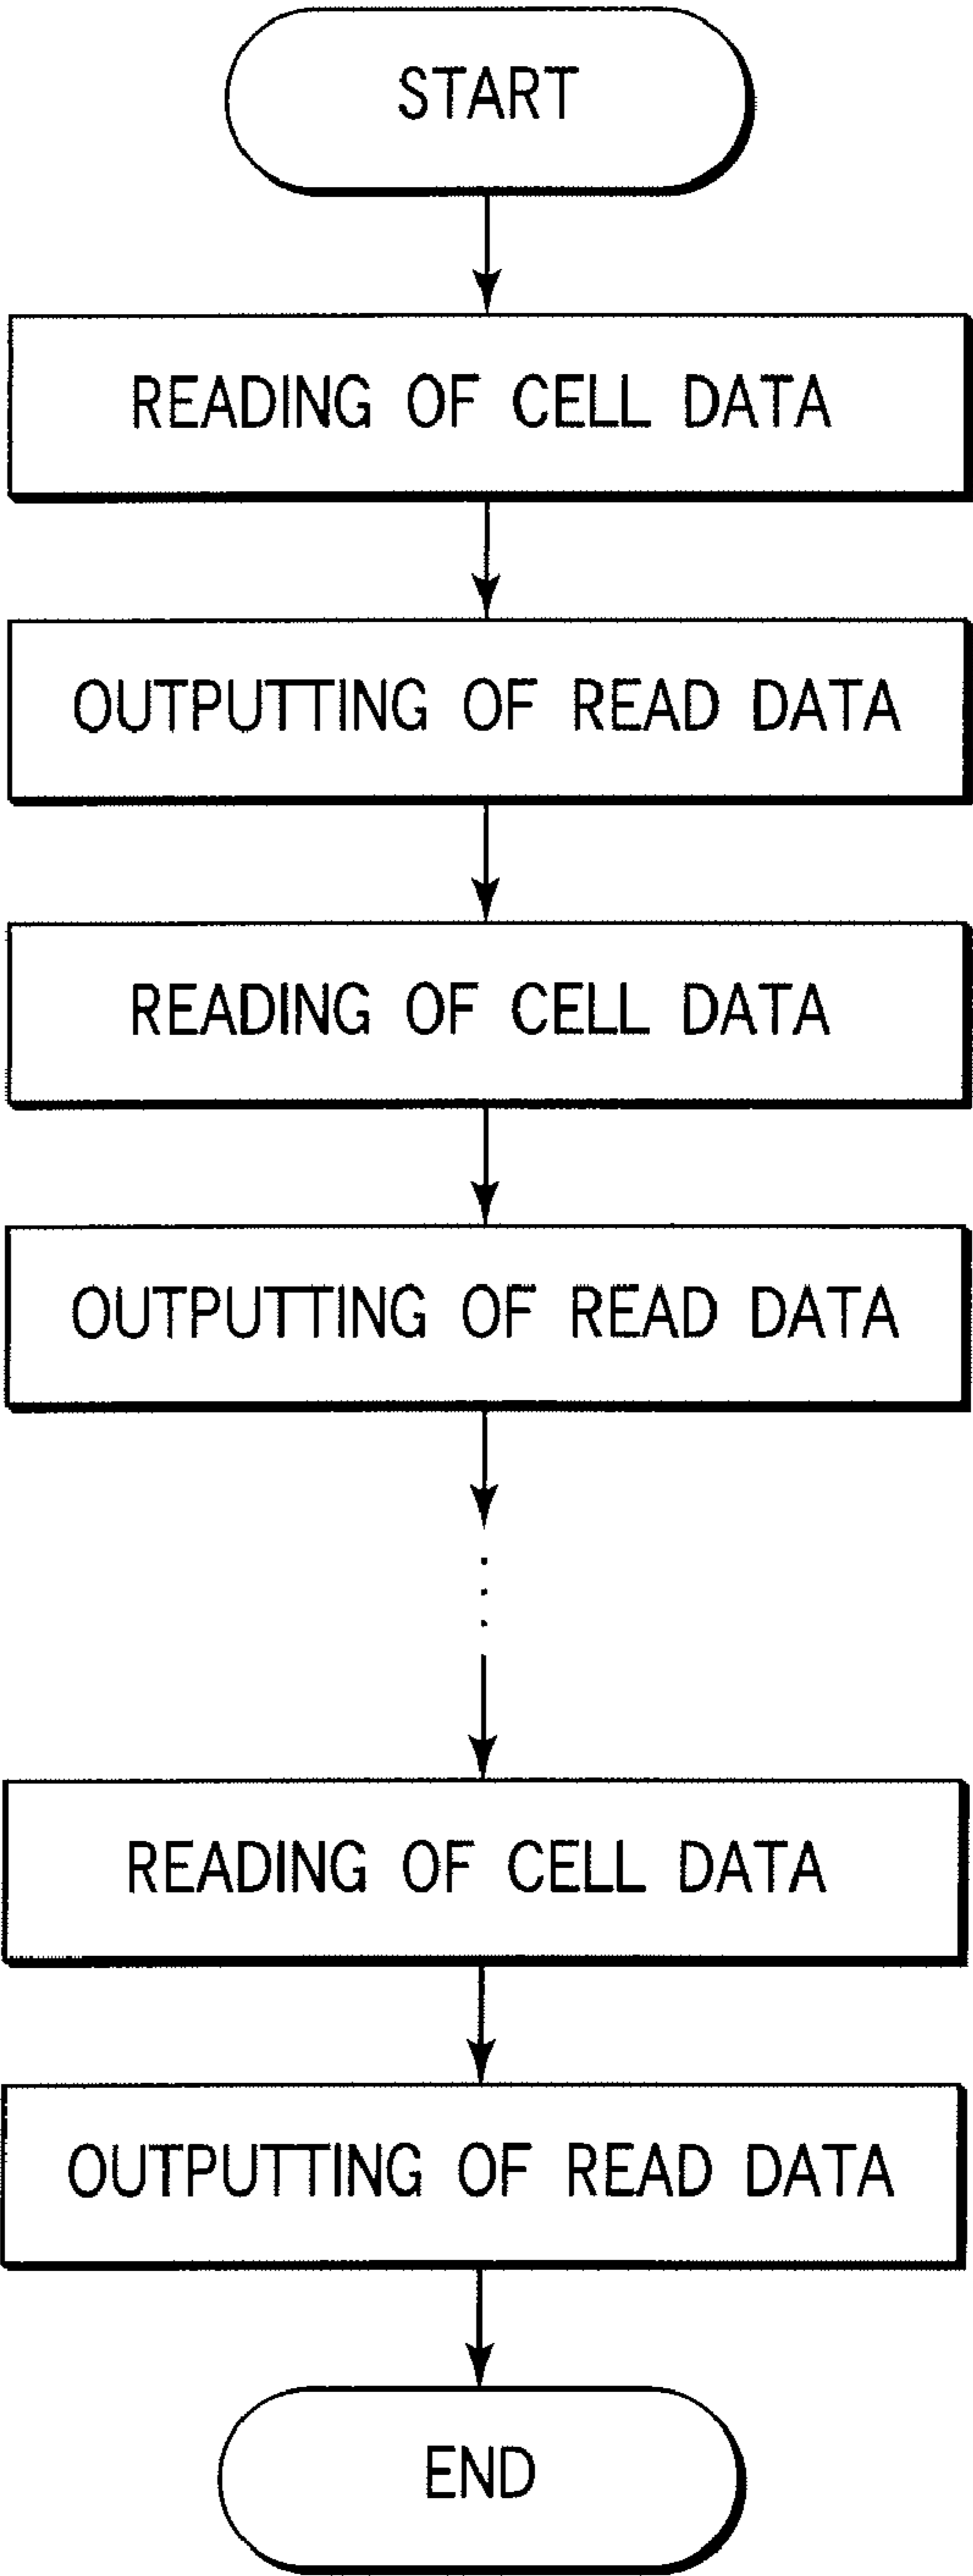 START
READING OF CELL DATA
OUTPUTTING OF READ DATA
READING OF CELL DATA
OUTPUTTING OF READ DATA
READING OF CELL DATA
OUTPUTTING OF READ DATA
END